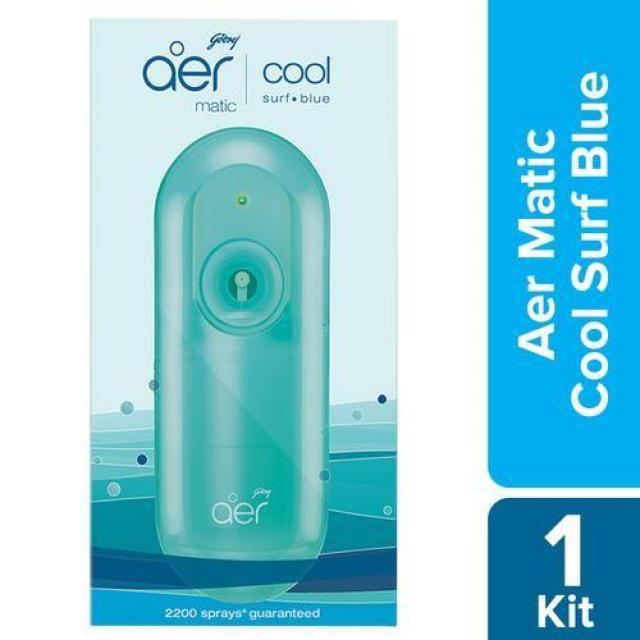 Godrej
aer
matic
cool
surf • blue
Godrej
aer
2200 sprays* guaranteed
Aer Matic
Cool Surf Blue
1
Kit